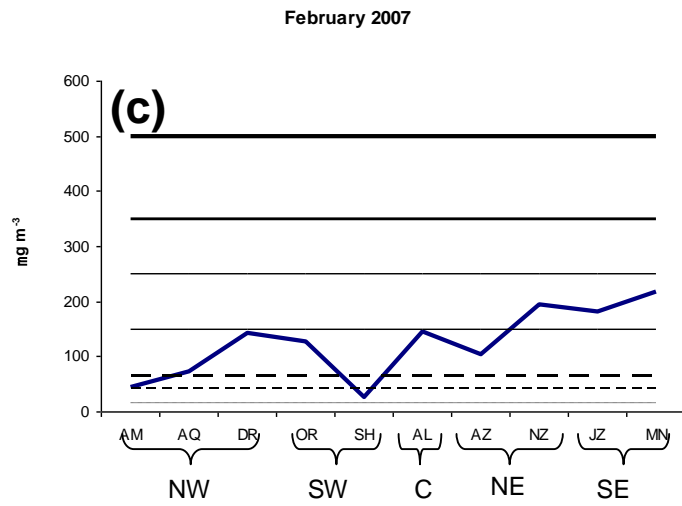 February 2007
(c)
600
500
400
300
200
100
0
mg m-3
AM AQ DR OR SH AL AZ NZ JZ MN
NW SW C NE SE